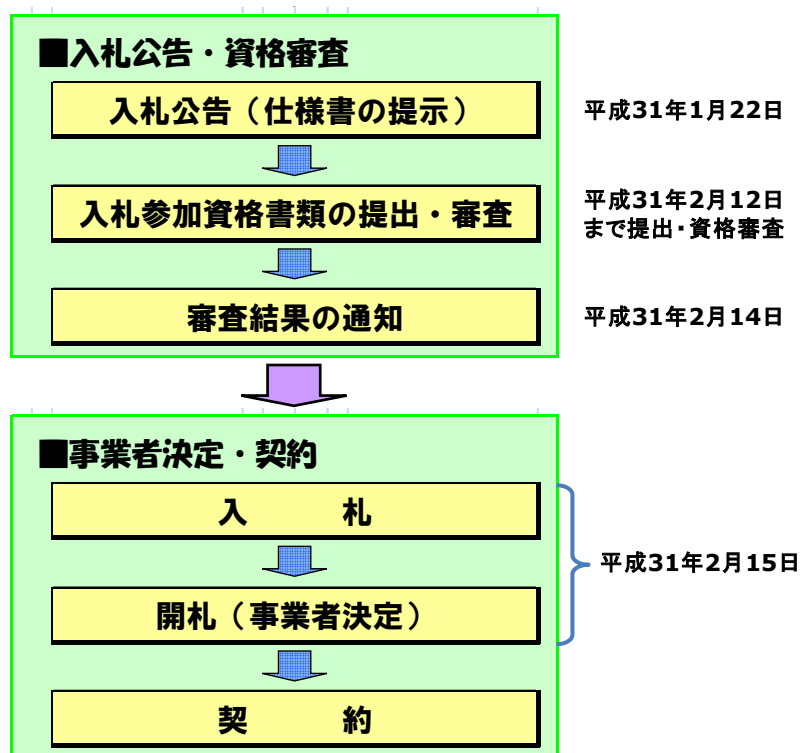 ■入札公告・資格審査
入札公告（仕様書の提示）
平成31年1月22日
入札参加資格書類の提出・審査
平成31年2月12日
まで提出・資格審査
審査結果の通知
平成31年2月14日
■事業者決定・契約
入　　　札
平成31年2月15日
開札（事業者決定）
契　　　約